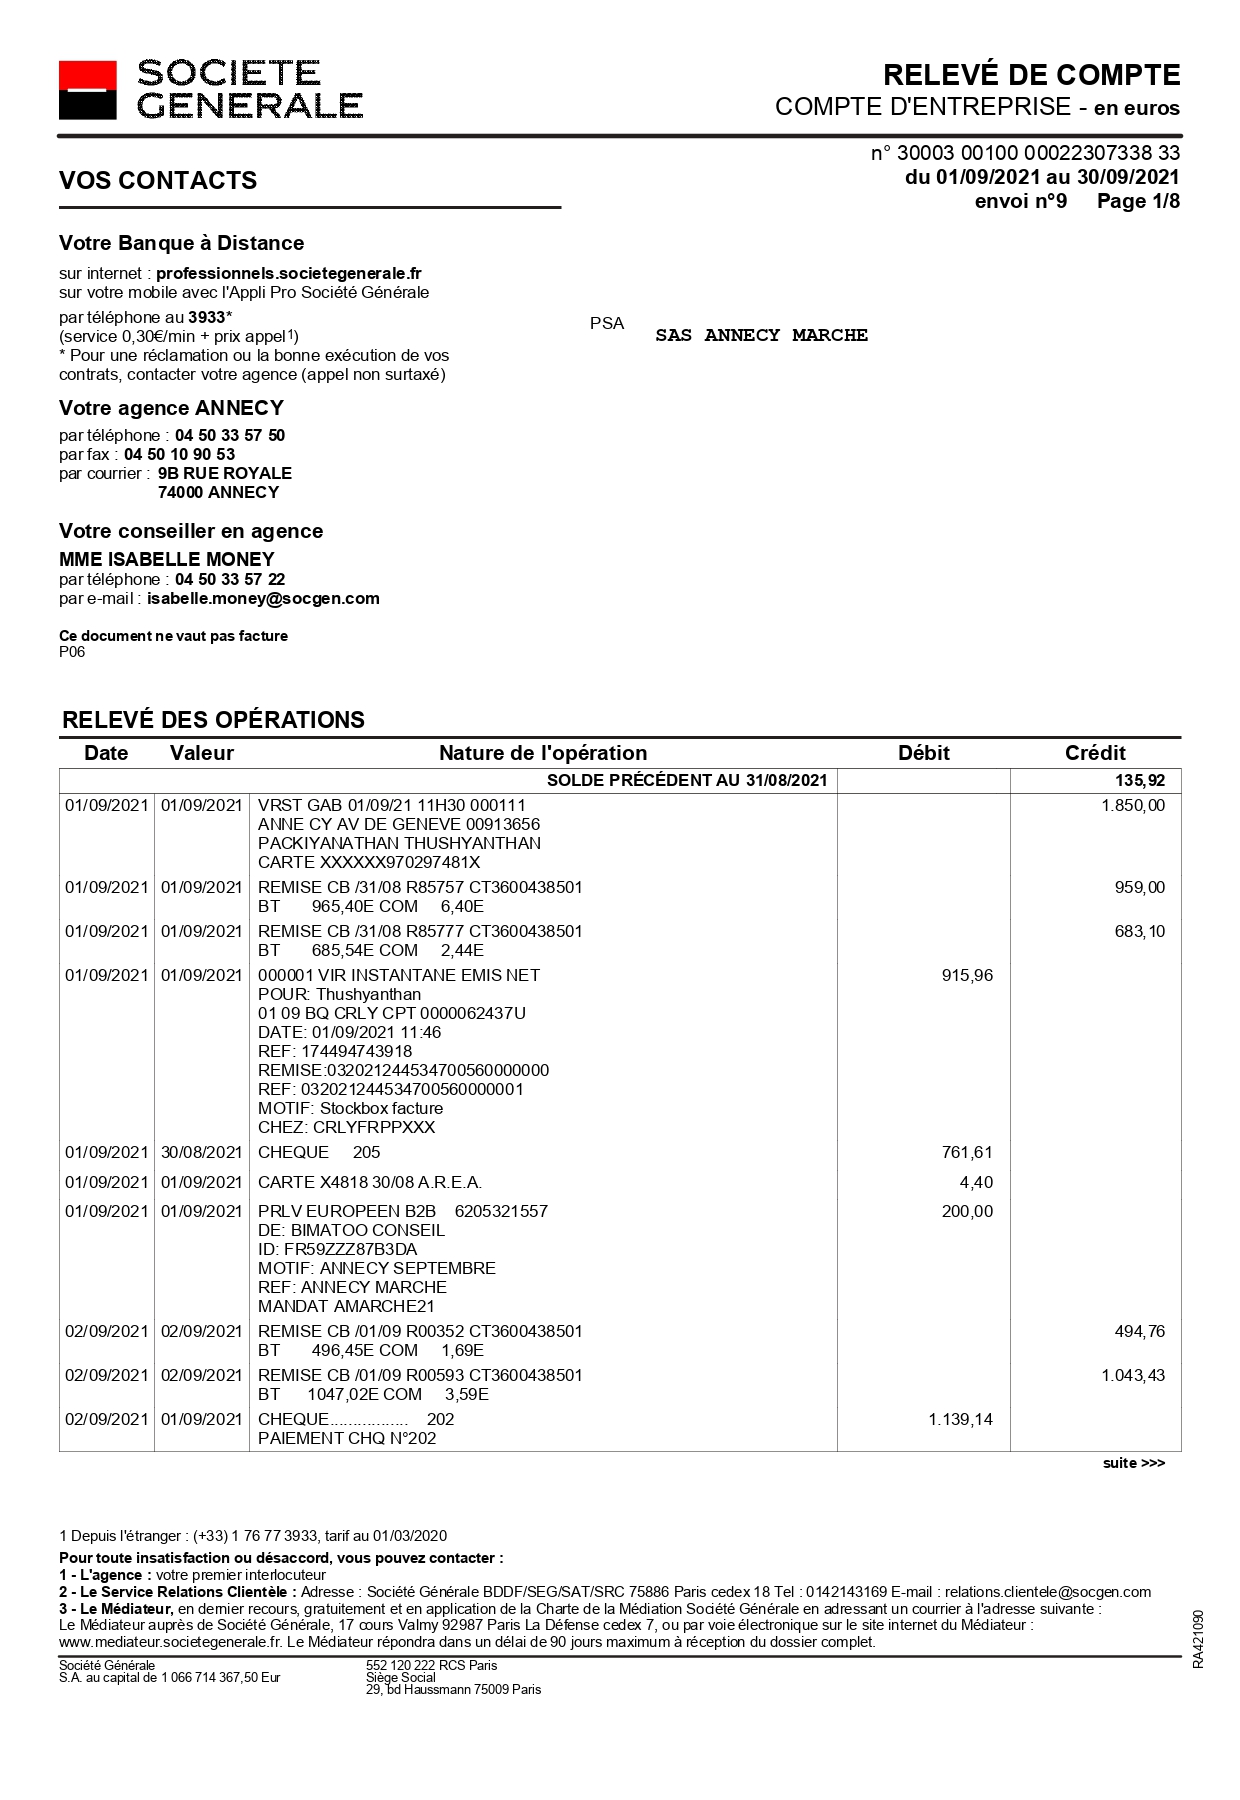 SOCIETE
GENERALE
RELEVÉ DE COMPTE
COMPTE D'ENTREPRISE - en euros
n° 30003 00100 00022307338 33
du 01/09/2021 au 30/09/2021
envoi n°9 Page 1/8
VOS CONTACTS
Votre Banque à Distance
sur internet : professionnels.societegenerale.fr
sur votre mobile avec l'Appli Pro Société Générale
par téléphone au 3933*
(service 0,30€/min + prix appel1)
* Pour une réclamation ou la bonne exécution de vos
contrats, contacter votre agence (appel non surtaxé)
PSA SAS ANNECY MARCHE
Votre agence ANNECY
par téléphone : 04 50 33 57 50
par fax : 04 50 10 90 53
par courrier : 9B RUE ROYALE
74000 ANNECY
Votre conseiller en agence
MME ISABELLE MONEY
par téléphone : 04 50 33 57 22
par e-mail : isabelle.money@socgen.com
Ce document ne vaut pas facture
P06
RELEVÉ DES OPÉRATIONS
Date Valeur Nature de l'opération Débit Crédit
SOLDE PRÉCÉDENT AU 31/08/2021 135,92
01/09/2021 01/09/2021 VRST GAB 01/09/21 11H30 000111 1.850,00
ANNE CY AV DE GENEVE 00913656
PACKIYANATHAN THUSHYANTHAN
CARTE XXXXXX970297481X
01/09/2021 01/09/2021 REMISE CB /31/08 R85757 CT3600438501 959,00
BT 965,40E COM 6,40E
01/09/2021 01/09/2021 REMISE CB /31/08 R85777 CT3600438501 683,10
BT 685,54E COM 2,44E
01/09/2021 01/09/2021 000001 VIR INSTANTANE EMIS NET 915,96
POUR: Thushyanthan
01 09 BQ CRLY CPT 0000062437U
DATE: 01/09/2021 11:46
REF: 174494743918
REMISE:032021244534700560000000
REF: 032021244534700560000001
MOTIF: Stockbox facture
CHEZ: CRLYFRPPXXX
01/09/2021 30/08/2021 CHEQUE 205 761,61
01/09/2021 01/09/2021 CARTE X4818 30/08 A.R.E.A. 4,40
01/09/2021 01/09/2021 PRLV EUROPEEN B2B 6205321557 200,00
DE: BIMATOO CONSEIL
ID: FR59ZZZ87B3DA
MOTIF: ANNECY SEPTEMBRE
REF: ANNECY MARCHE
MANDAT AMARCHE21
02/09/2021 02/09/2021 REMISE CB /01/09 R00352 CT3600438501 494,76
BT 496,45E COM 1,69E
02/09/2021 02/09/2021 REMISE CB /01/09 R00593 CT3600438501 1.043,43
BT 1047,02E COM 3,59E
02/09/2021 01/09/2021 CHEQUE................. 202 1.139,14
PAIEMENT CHQ N°202
suite >>>
1 Depuis l'étranger : (+33) 1 76 77 3933, tarif au 01/03/2020
Pour toute insatisfaction ou désaccord, vous pouvez contacter :
1 - L'agence : votre premier interlocuteur
2 - Le Service Relations Clientèle : Adresse : Société Générale BDDF/SEG/SAT/SRC 75886 Paris cedex 18 Tel : 0142143169 E-mail : relations.clientele@socgen.com
3 - Le Médiateur, en dernier recours, gratuitement et en application de la Charte de la Médiation Société Générale en adressant un courrier à l'adresse suivante :
Le Médiateur auprès de Société Générale, 17 cours Valmy 92987 Paris La Défense cedex 7, ou par voie électronique sur le site internet du Médiateur :
www.mediateur.societegenerale.fr. Le Médiateur répondra dans un délai de 90 jours maximum à réception du dossier complet.
RA421090
Société Générale 552 120 222 RCS Paris
S.A. au capital de 1 066 714 367,50 Eur Siège Social
29, bd Haussmann 75009 Paris